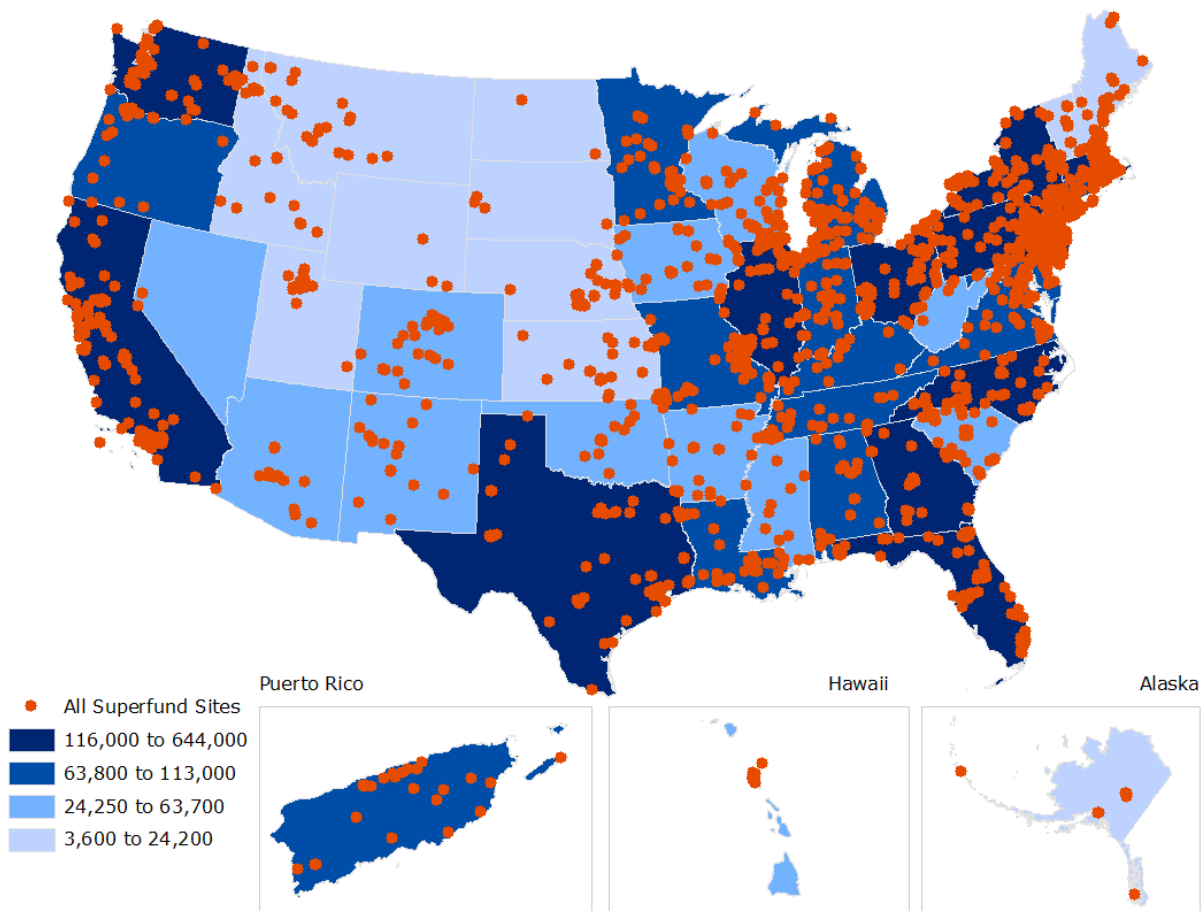 Puerto Rico
Hawaii
Alaska
All Superfund Sites
116,000 to 644,000
63,800 to 113,000
24,250 to 63,700
3,600 to 24,200